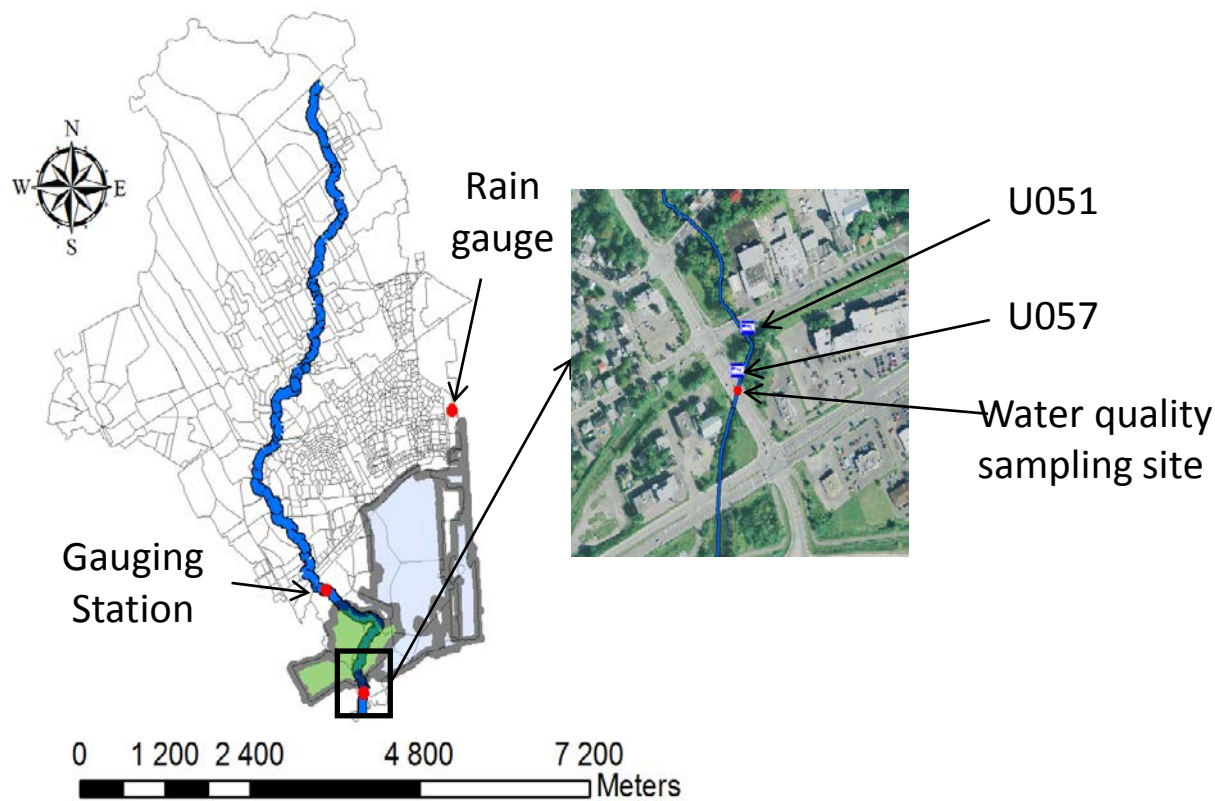 N
W E
S
Rain
gauge
U051
U057
Water quality
sampling site
Gauging
Station
0 1 200 2 400 4 800 7 200
Meters